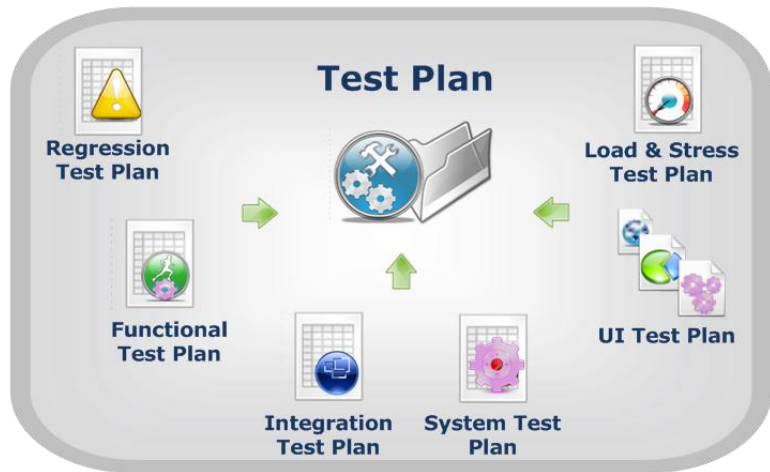 Test Plan
Regression
Test Plan
Load & Stress
Test Plan
Functional
Test Plan
UI Test Plan
Integration
Test Plan
System Test
Plan